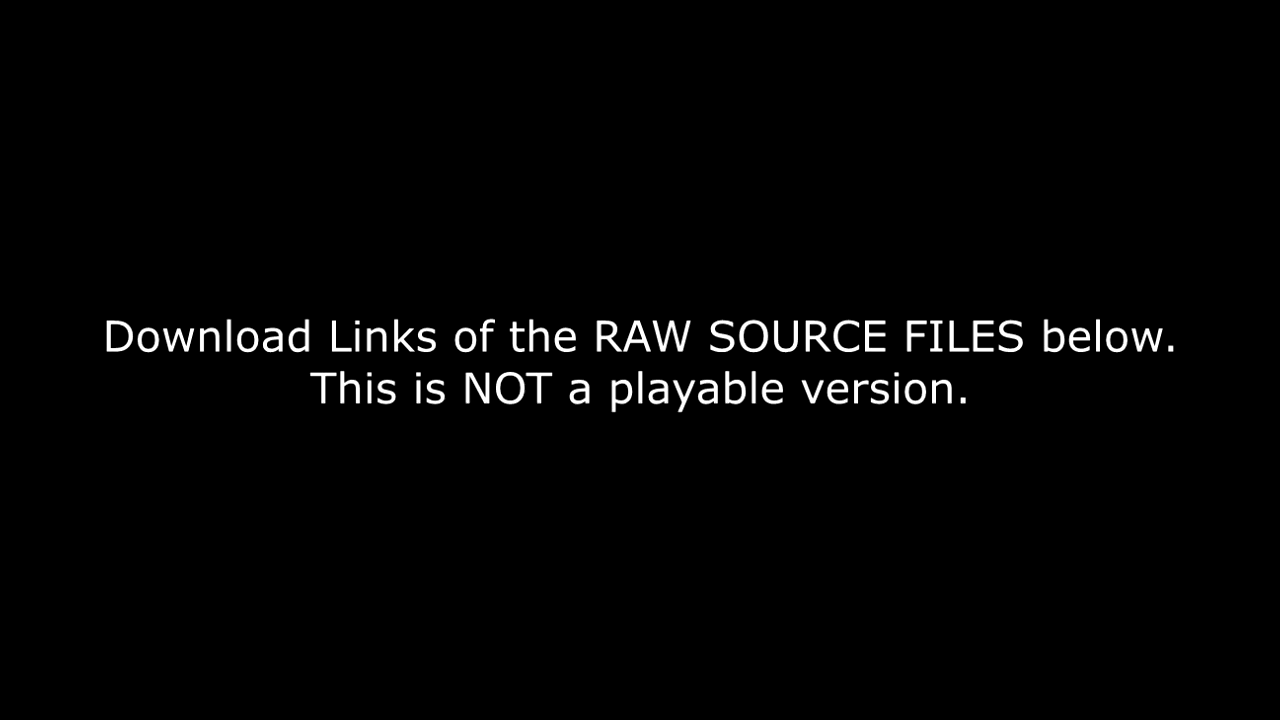 Download Links of the RAW SOURCE FILES below.
This is NOT a playable version.